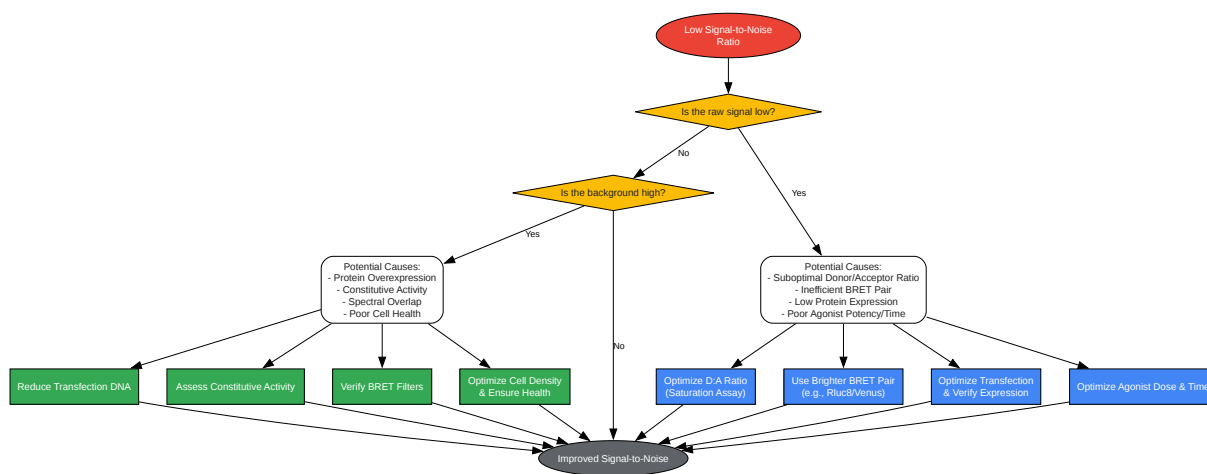 Low Signal-to-Noise
Ratio
Is the raw signal low?
No
Yes
Is the background high?
Yes
No
Potential Causes:
- Protein Overexpression
- Constitutive Activity
- Spectral Overlap
- Poor Cell Health
Potential Causes:
- Suboptimal Donor/Acceptor Ratio
- Inefficient BRET Pair
- Low Protein Expression
- Poor Agonist Potency/Time
Reduce Transfection DNA
Assess Constitutive Activity
Verify BRET Filters
Optimize Cell Density
& Ensure Health
Optimize D:A Ratio
(Saturation Assay)
Use Brighter BRET Pair
(e.g., Rluc8/Venus)
Optimize Transfection
& Verify Expression
Optimize Agonist Dose & Time
Improved Signal-to-Noise